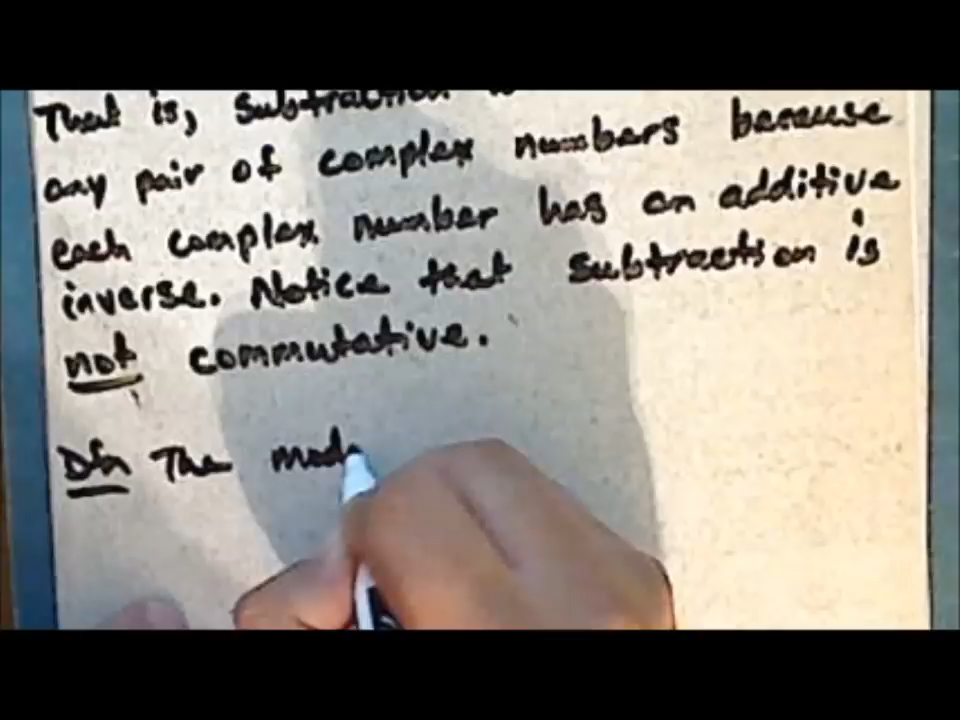 That is, subtraction
any pair of complex numbers because
each complex number has an additive
inverse. Notice that subtraction is
not commutative.
Dfn The mod